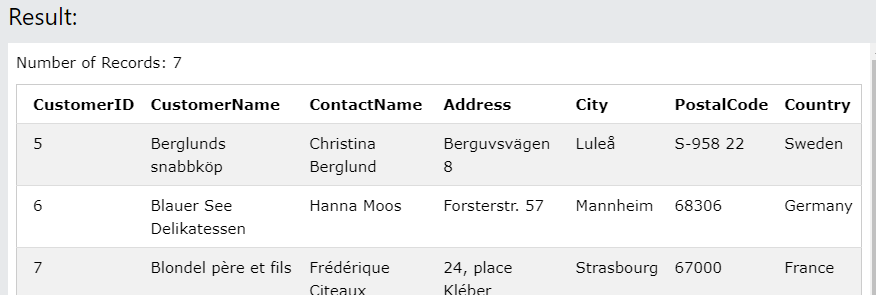 Result:
Number of Records: 7
CustomerID CustomerName ContactName Address City PostalCode Country
5 Berglunds snabbköp Christina Berglund Berguvsvägen 8 Luleå S-958 22 Sweden
6 Blauer See Delikatessen Hanna Moos Forsterstr. 57 Mannheim 68306 Germany
7 Blondel père et fils Frédérique Citeaux 24, place Kléber Strasbourg 67000 France